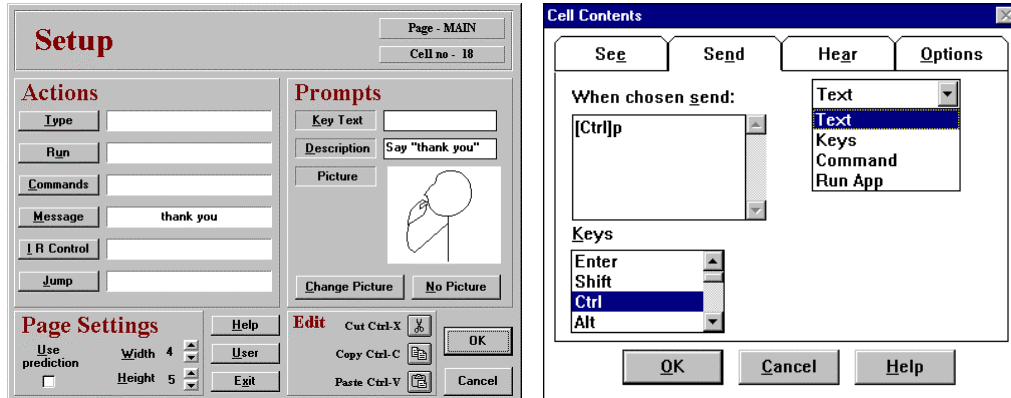 Setup
Page - MAIN
Cell no - 18
Actions
Type
Run
Commands
Message thank you
I R Control
Jump
Prompts
Key Text
Description Say "thank you"
Picture
Change Picture No Picture
Page Settings
Use prediction
Width 4
Height 5
Help
User
Exit
Edit
Cut Ctrl-X
Copy Ctrl-C
Paste Ctrl-V
OK
Cancel
Cell Contents
See Send Hear Options
When chosen send:
[Ctrl]p
Text
Text
Keys
Command
Run App
Keys
Enter
Shift
Ctrl
Alt
OK Cancel Help